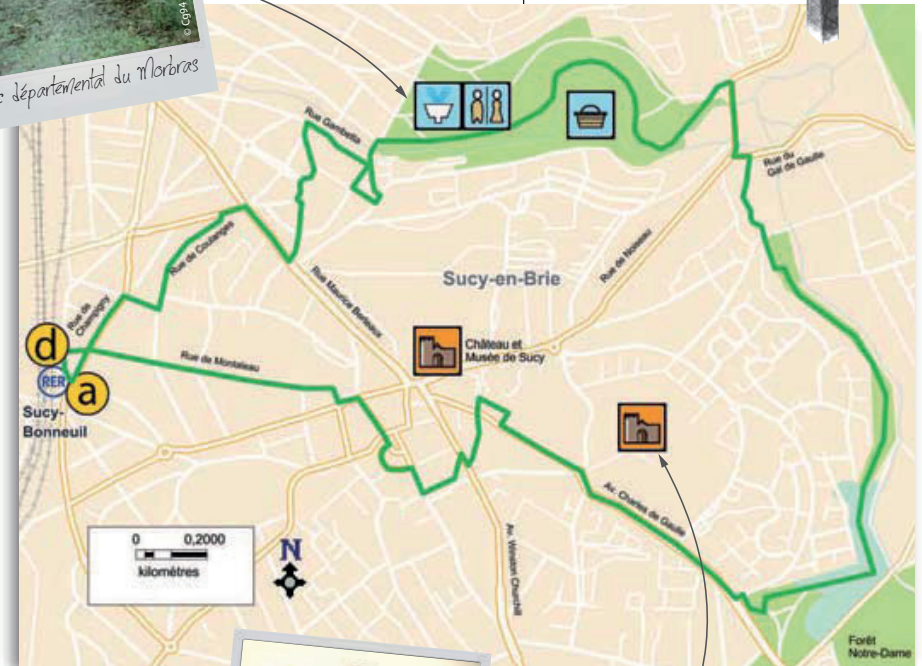 © Cg94
départemental du Morbras
Rue Gambetta
Rue du
Gal de Gaulle
Rue de Coulanges
Rue de Noiseau
Sucy-en-Brie
Rue de
Champigny
Rue Maurice Berteaux
d
Château et
Musée de Sucy
Rue de Montaleau
RER
a
Sucy-
Bonneuil
Av. Charles de Gaulle
0 0,2000
kilomètres
N
Av. Winston Churchill
Forêt
Notre-Dame